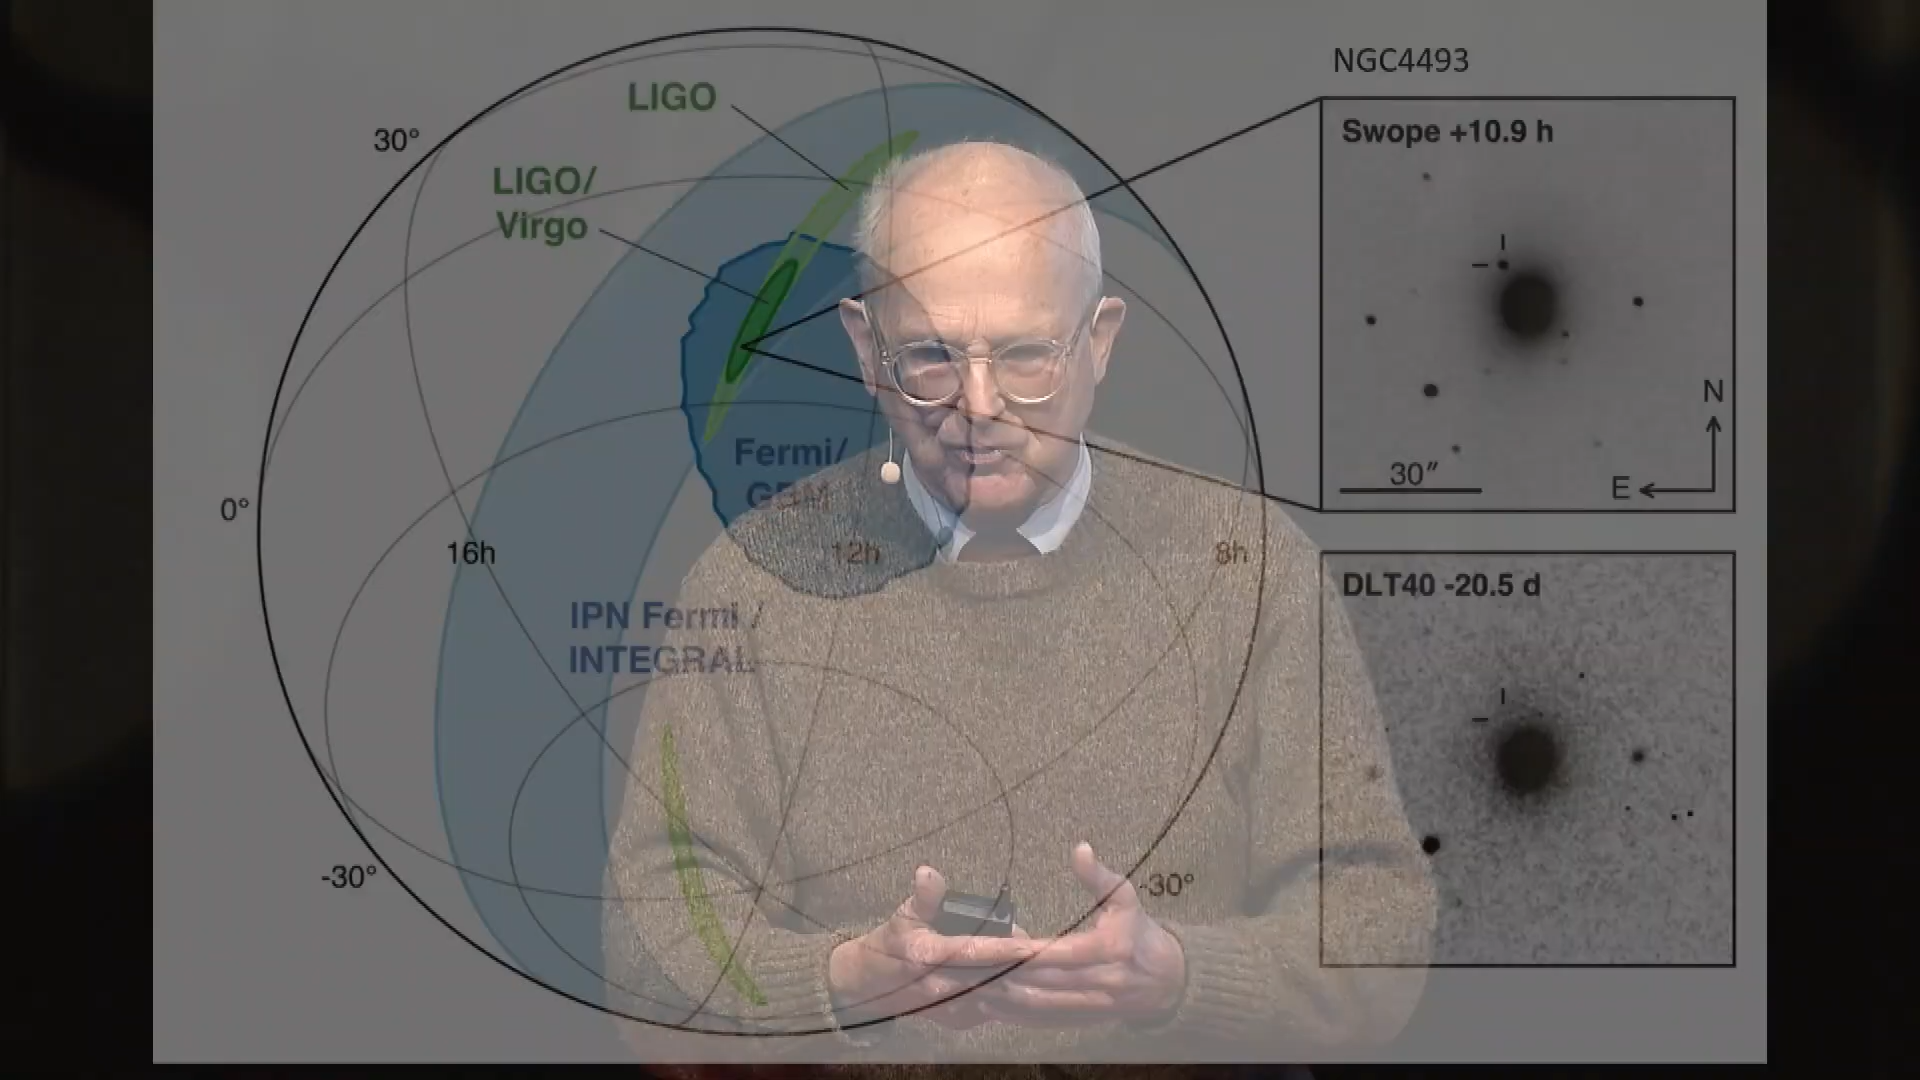 NGC4493
LIGO
Swope +10.9 h
30°
LIGO/
Virgo
N
Fermi/
GBM
30″
E
0°
16h
12h
8h
DLT40 -20.5 d
IPN Fermi /
INTEGRAL
-30°
-30°